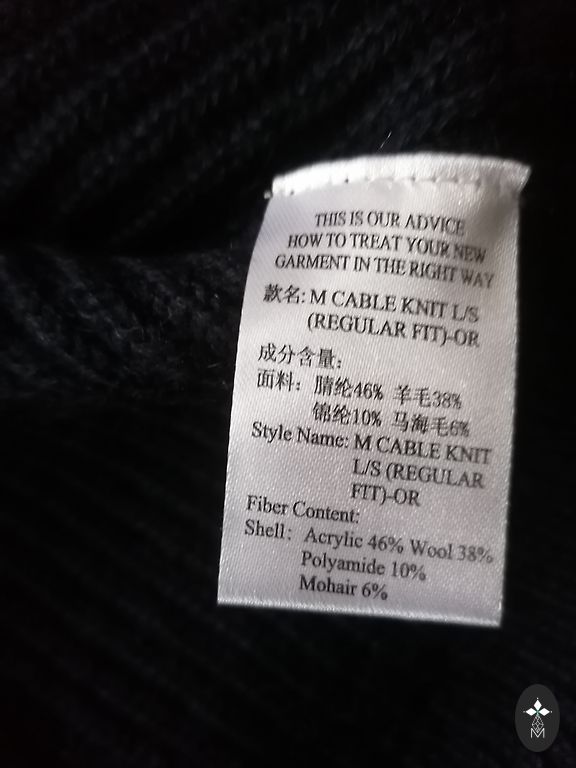 THIS IS OUR ADVICE
HOW TO TREAT YOUR NEW
GARMENT IN THE RIGHT WAY
款名: M CABLE KNIT L/S
(REGULAR FIT)-OR
成分含量:
面料: 腈纶46% 羊毛38%
锦纶10% 马海毛6%
Style Name: M CABLE KNIT
L/S (REGULAR
FIT)-OR
Fiber Content:
Shell: Acrylic 46% Wool 38%
Polyamide 10%
Mohair 6%
M